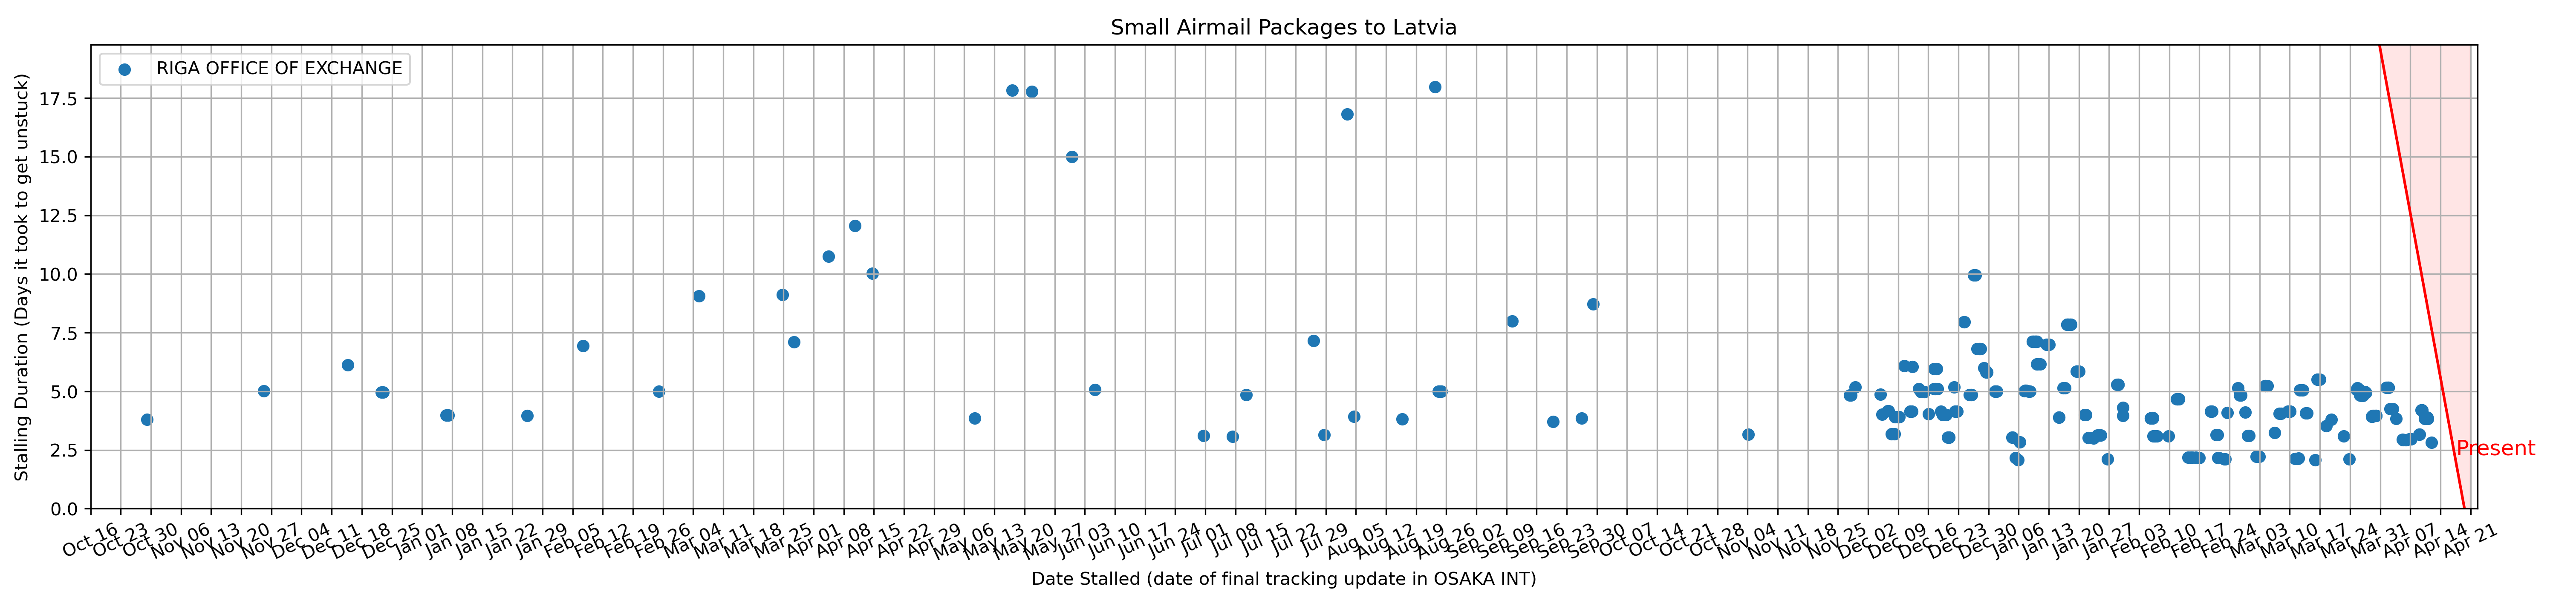 Small Airmail Packages to Latvia
RIGA OFFICE OF EXCHANGE
Stalling Duration (Days it took to get unstuck)
17.5
15.0
12.5
10.0
7.5
5.0
2.5
0.0
Present
Oct 16 Oct 23 Oct 30 Nov 06 Nov 13 Nov 20 Nov 27 Dec 04 Dec 11 Dec 18 Dec 25 Jan 01 Jan 08 Jan 15 Jan 22 Jan 29 Feb 05 Feb 12 Feb 19 Feb 26 Mar 04 Mar 11 Mar 18 Mar 25 Apr 01 Apr 08 Apr 15 Apr 22 Apr 29 May 06 May 13 May 20 May 27 Jun 03 Jun 10 Jun 17 Jun 24 Jul 01 Jul 08 Jul 15 Jul 22 Jul 29 Aug 05 Aug 12 Aug 19 Aug 26 Sep 02 Sep 09 Sep 16 Sep 23 Sep 30 Oct 07 Oct 14 Oct 21 Oct 28 Nov 04 Nov 11 Nov 18 Nov 25 Dec 02 Dec 09 Dec 16 Dec 23 Dec 30 Jan 06 Jan 13 Jan 20 Jan 27 Feb 03 Feb 10 Feb 17 Feb 24 Mar 03 Mar 10 Mar 17 Mar 24 Mar 31 Apr 07 Apr 14 Apr 21
Date Stalled (date of final tracking update in OSAKA INT)